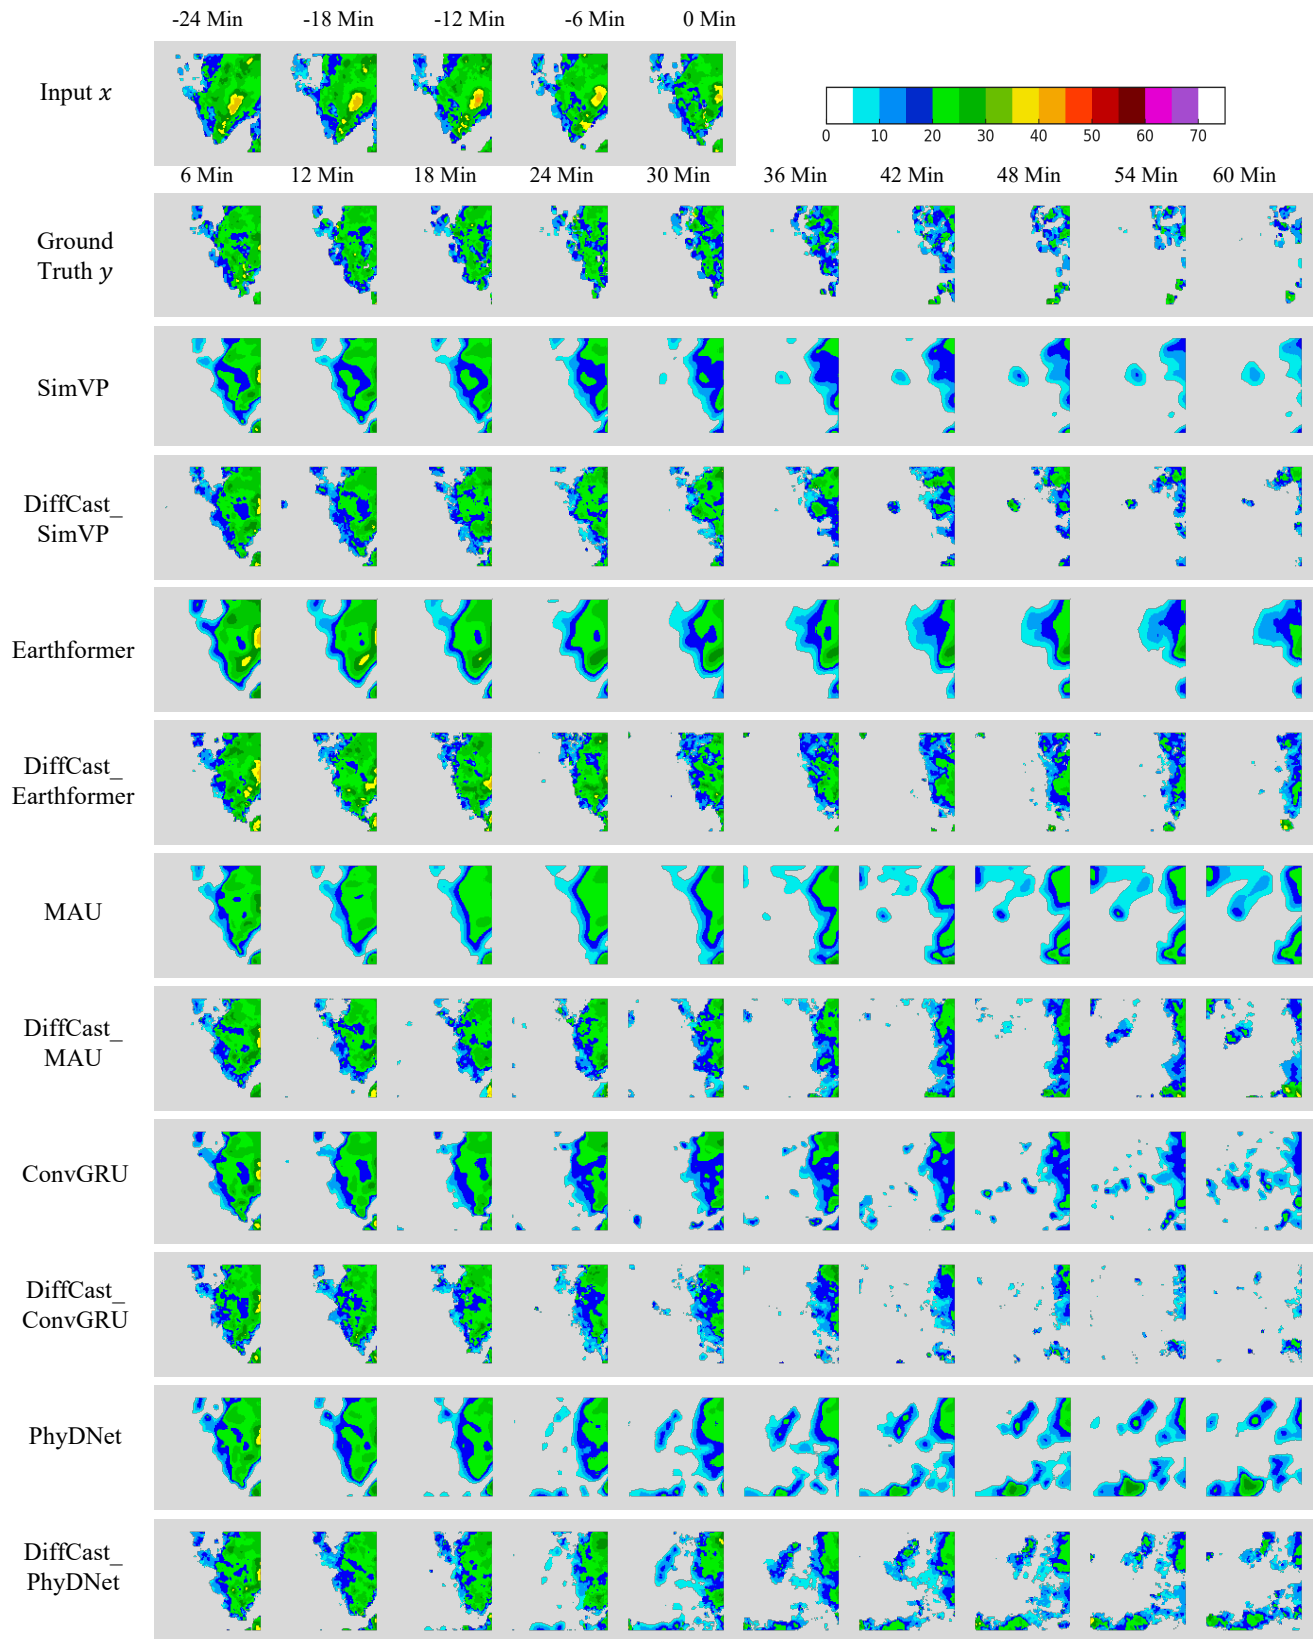 -24 Min -18 Min -12 Min -6 Min 0 Min
Input x
0 10 20 30 40 50 60 70
6 Min 12 Min 18 Min 24 Min 30 Min 36 Min 42 Min 48 Min 54 Min 60 Min
Ground
Truth y
SimVP
DiffCast_
SimVP
Earthformer
DiffCast_
Earthformer
MAU
DiffCast_
MAU
ConvGRU
DiffCast_
ConvGRU
PhyDNet
DiffCast_
PhyDNet